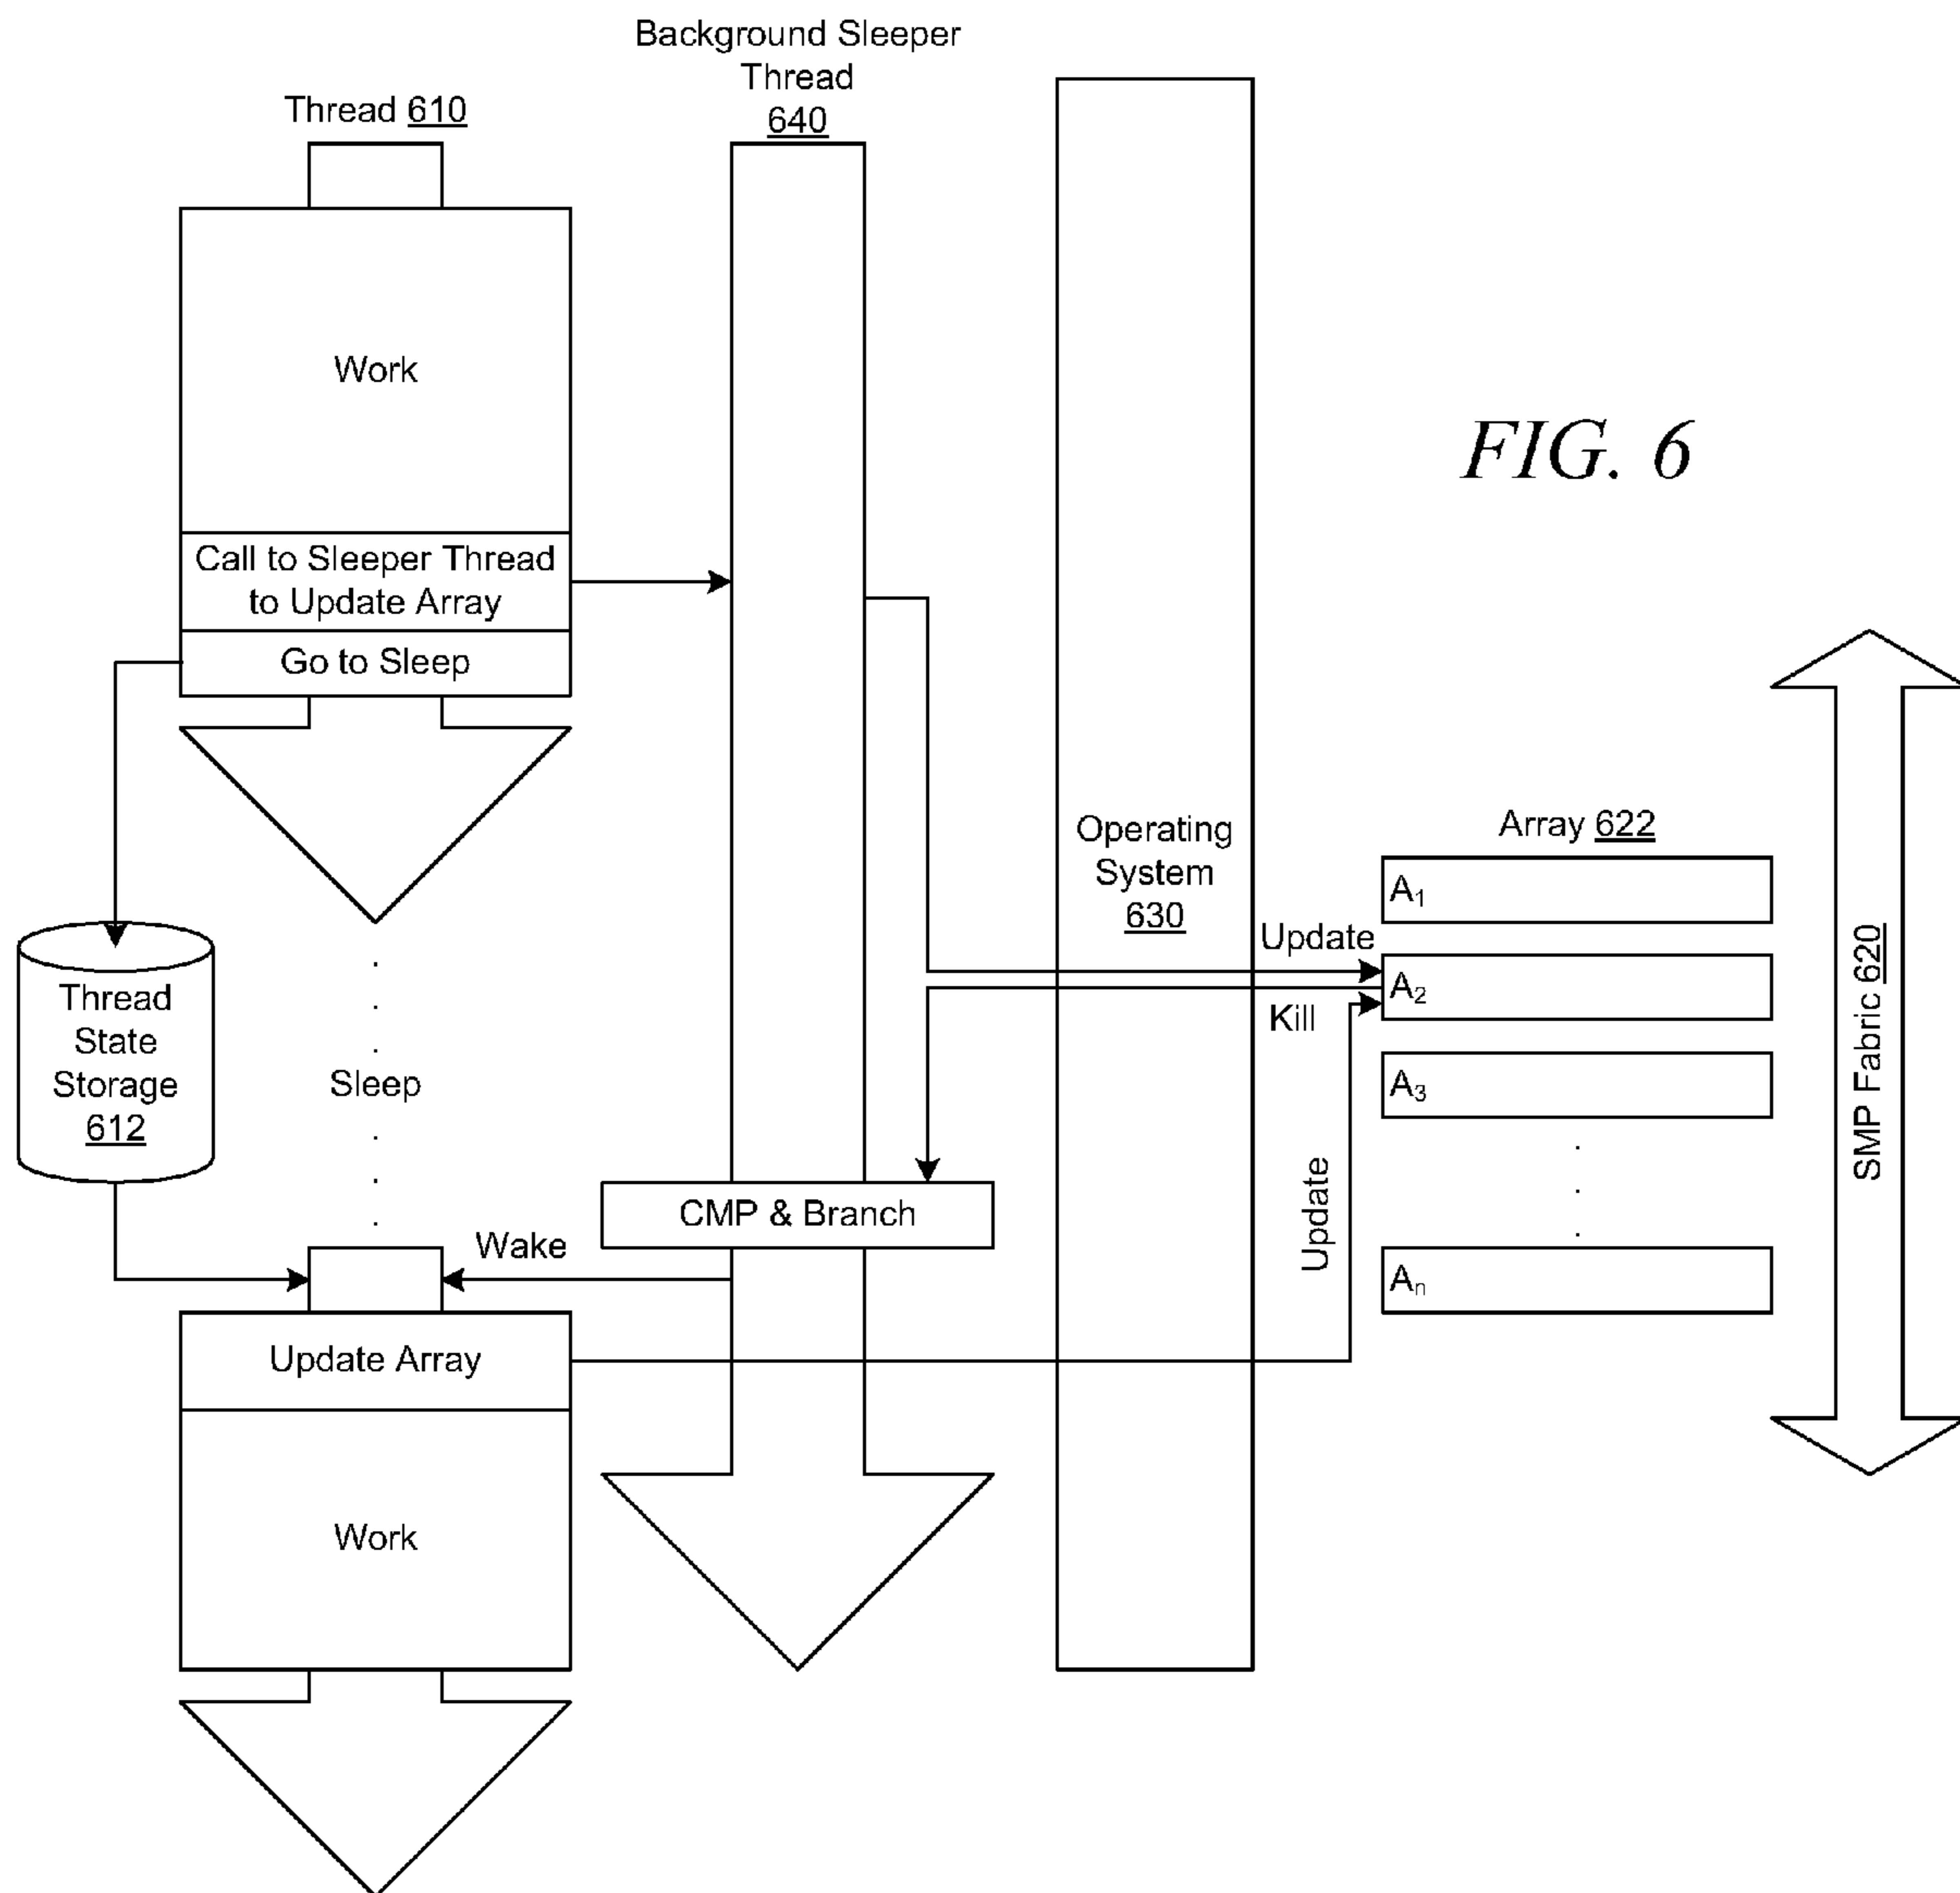 Background Sleeper
Thread
640
Thread 610
Work
Call to Sleeper Thread
to Update Array
Go to Sleep
FIG. 6
Operating
System
630
Array 622
A1
Update
A2
Kill
A3
An
SMP Fabric 620
Thread
State
Storage
612
Sleep
CMP & Branch
Wake
Update
Update Array
Work